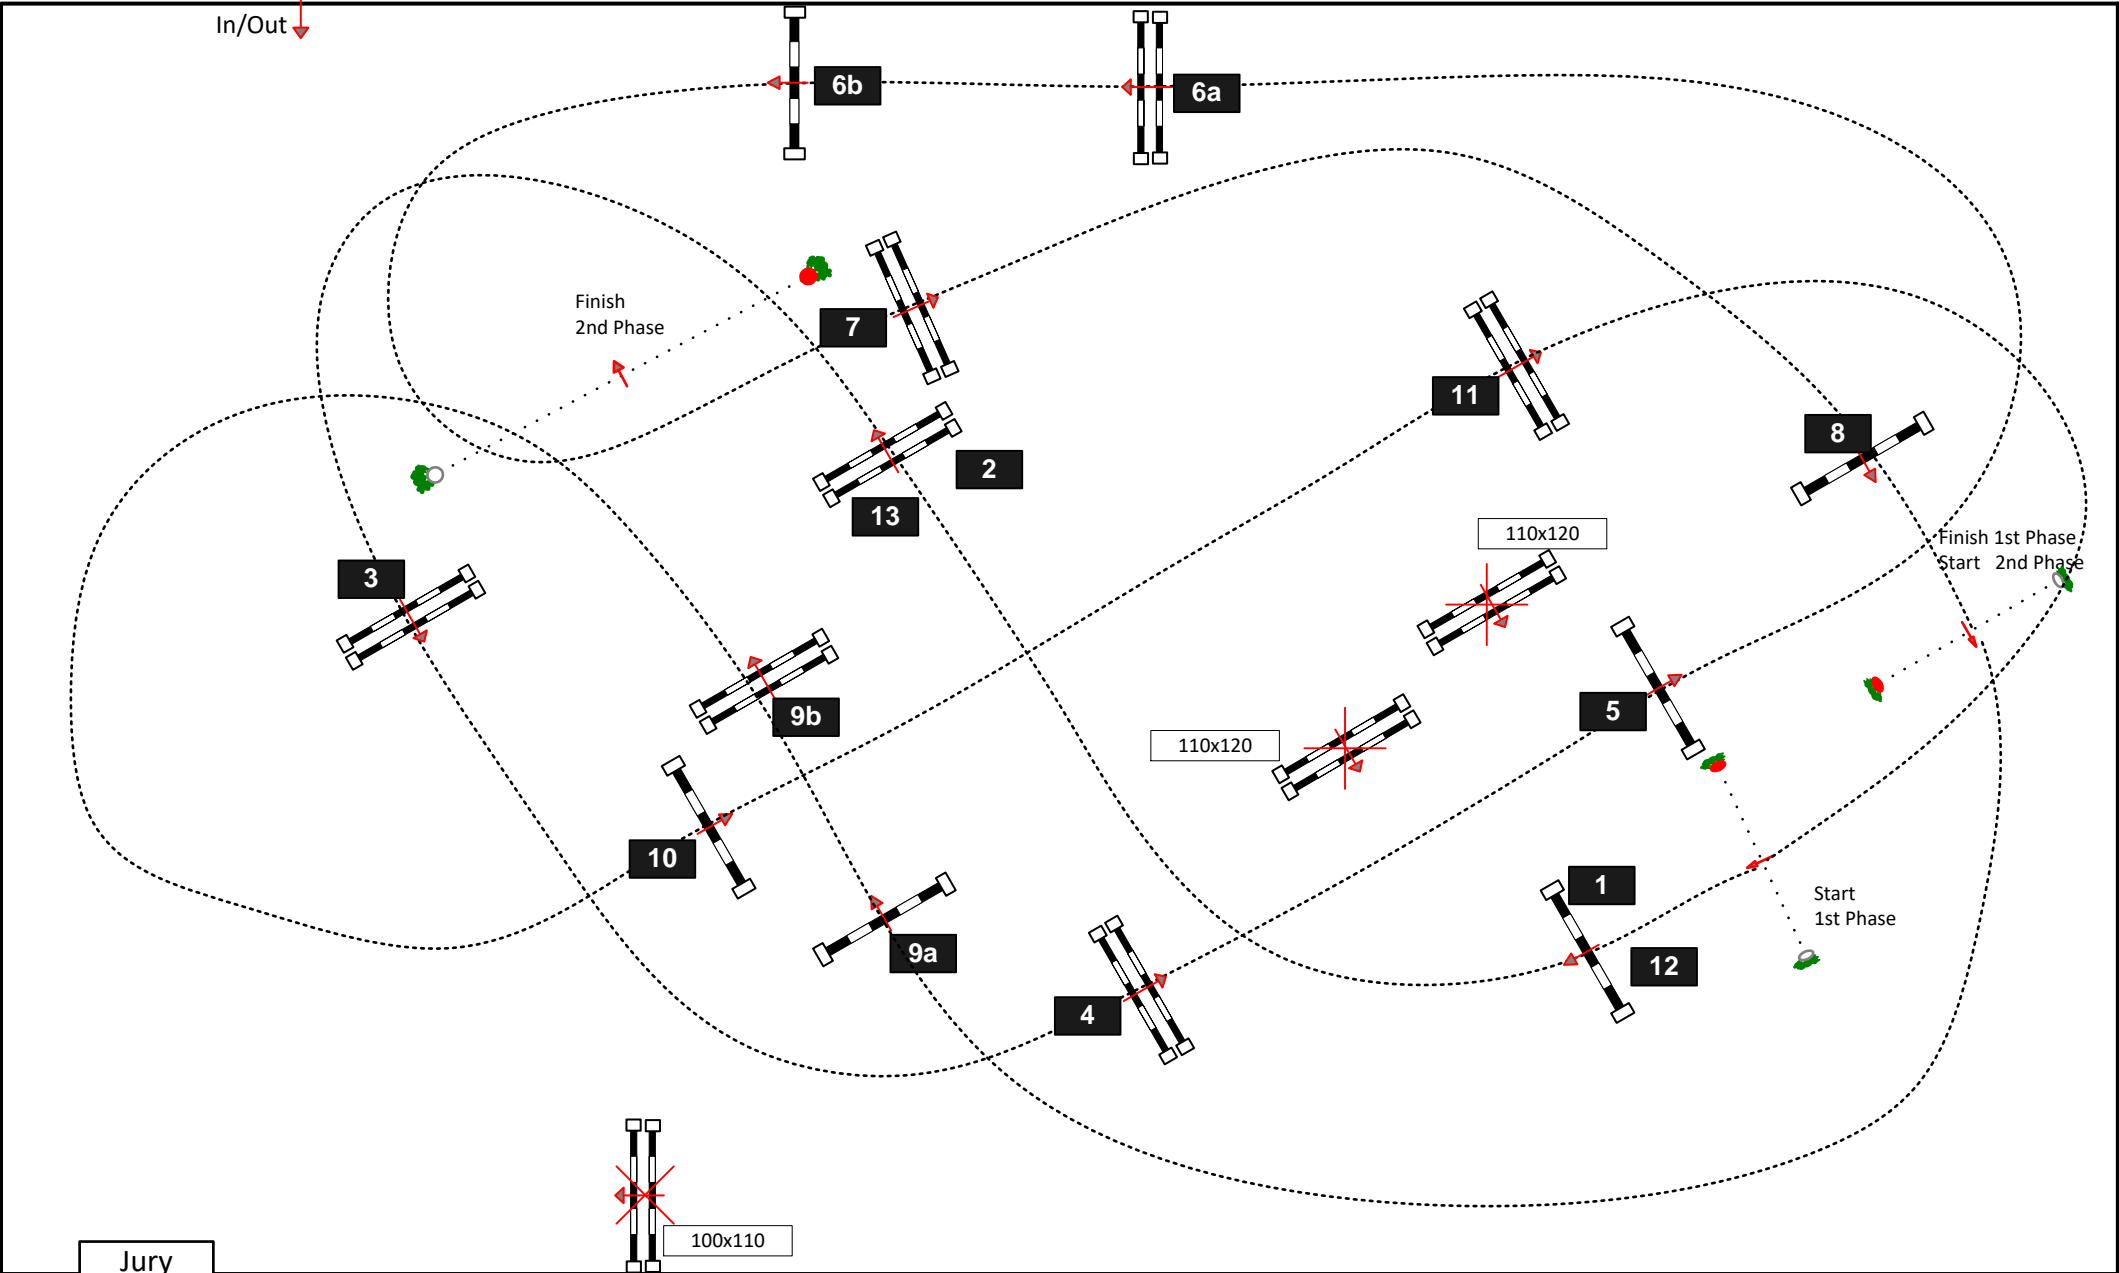 In/Out
6b
6a
Finish
2nd Phase
7
11
8
2
13
110x120
Finish 1st Phase
Start 2nd Phase
3
9b
5
110x120
10
1
Start
1st Phase
9a
12
4
100x110
Jury